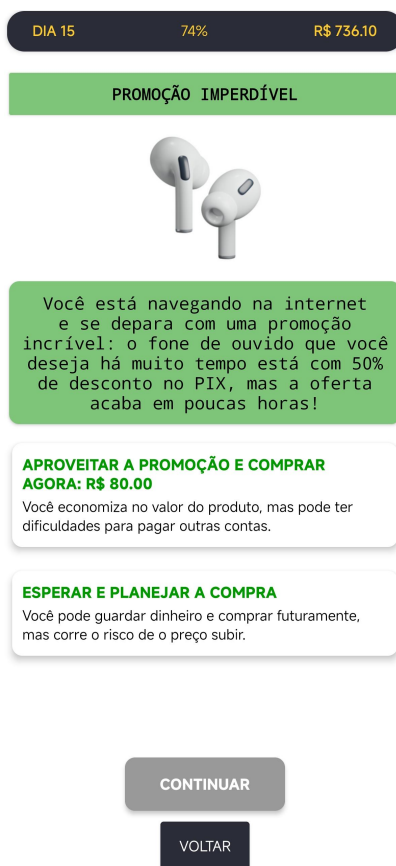 DIA 15 74% R$ 736.10
PROMOÇÃO IMPERDÍVEL
Você está navegando na internet
e se depara com uma promoção
incrível: o fone de ouvido que você
deseja há muito tempo está com 50%
de desconto no PIX, mas a oferta
acaba em poucas horas!
APROVEITAR A PROMOÇÃO E COMPRAR
AGORA: R$ 80.00
Você economiza no valor do produto, mas pode ter
dificuldades para pagar outras contas.
ESPERAR E PLANEJAR A COMPRA
Você pode guardar dinheiro e comprar futuramente,
mas corre o risco de o preço subir.
CONTINUAR
VOLTAR